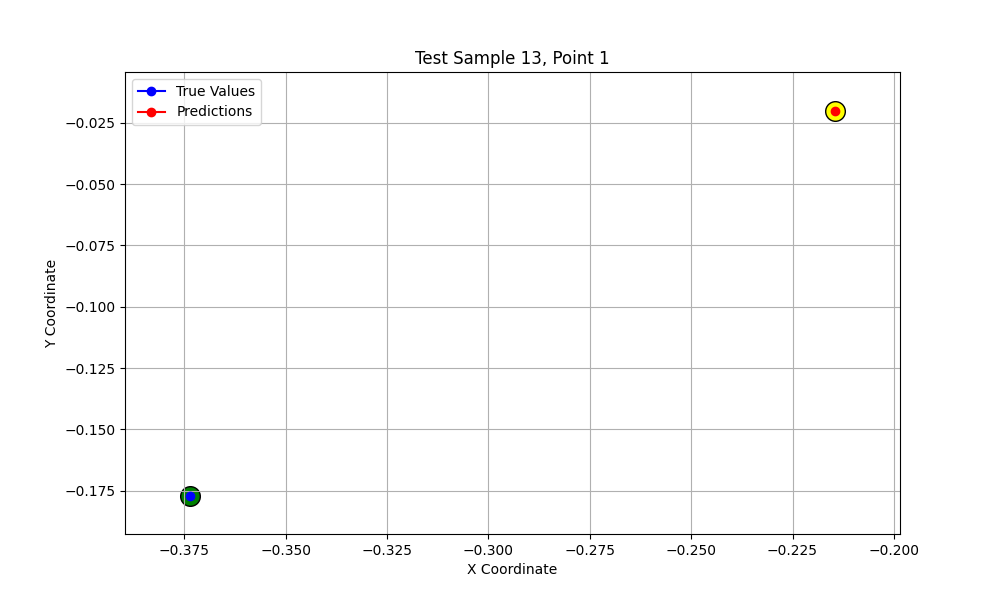 Test Sample 13, Point 1
True Values
Predictions
−0.025
−0.050
−0.075
−0.100
−0.125
−0.150
−0.175
Y Coordinate
−0.375 −0.350 −0.325 −0.300 −0.275 −0.250 −0.225 −0.200
X Coordinate